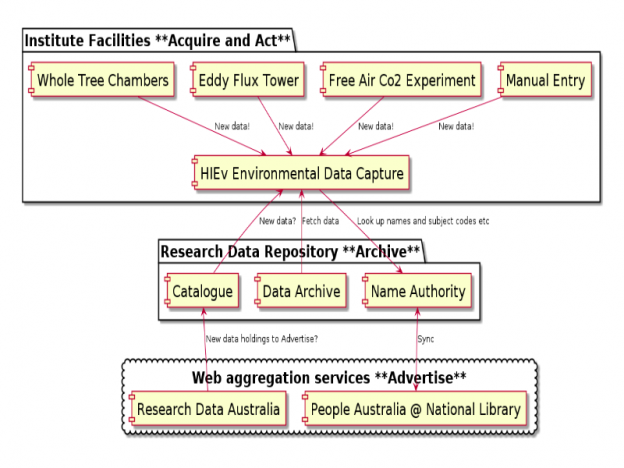 Institute Facilities **Acquire and Act**
Whole Tree Chambers
Eddy Flux Tower
Free Air Co2 Experiment
Manual Entry
New data!
New data!
New data!
New data!
HIEv Environmental Data Capture
New data?
Fetch data
Look up names and subject codes etc
Research Data Repository **Archive**
Catalogue
Data Archive
Name Authority
New data holdings to Advertise?
Sync
Web aggregation services **Advertise**
Research Data Australia
People Australia @ National Library